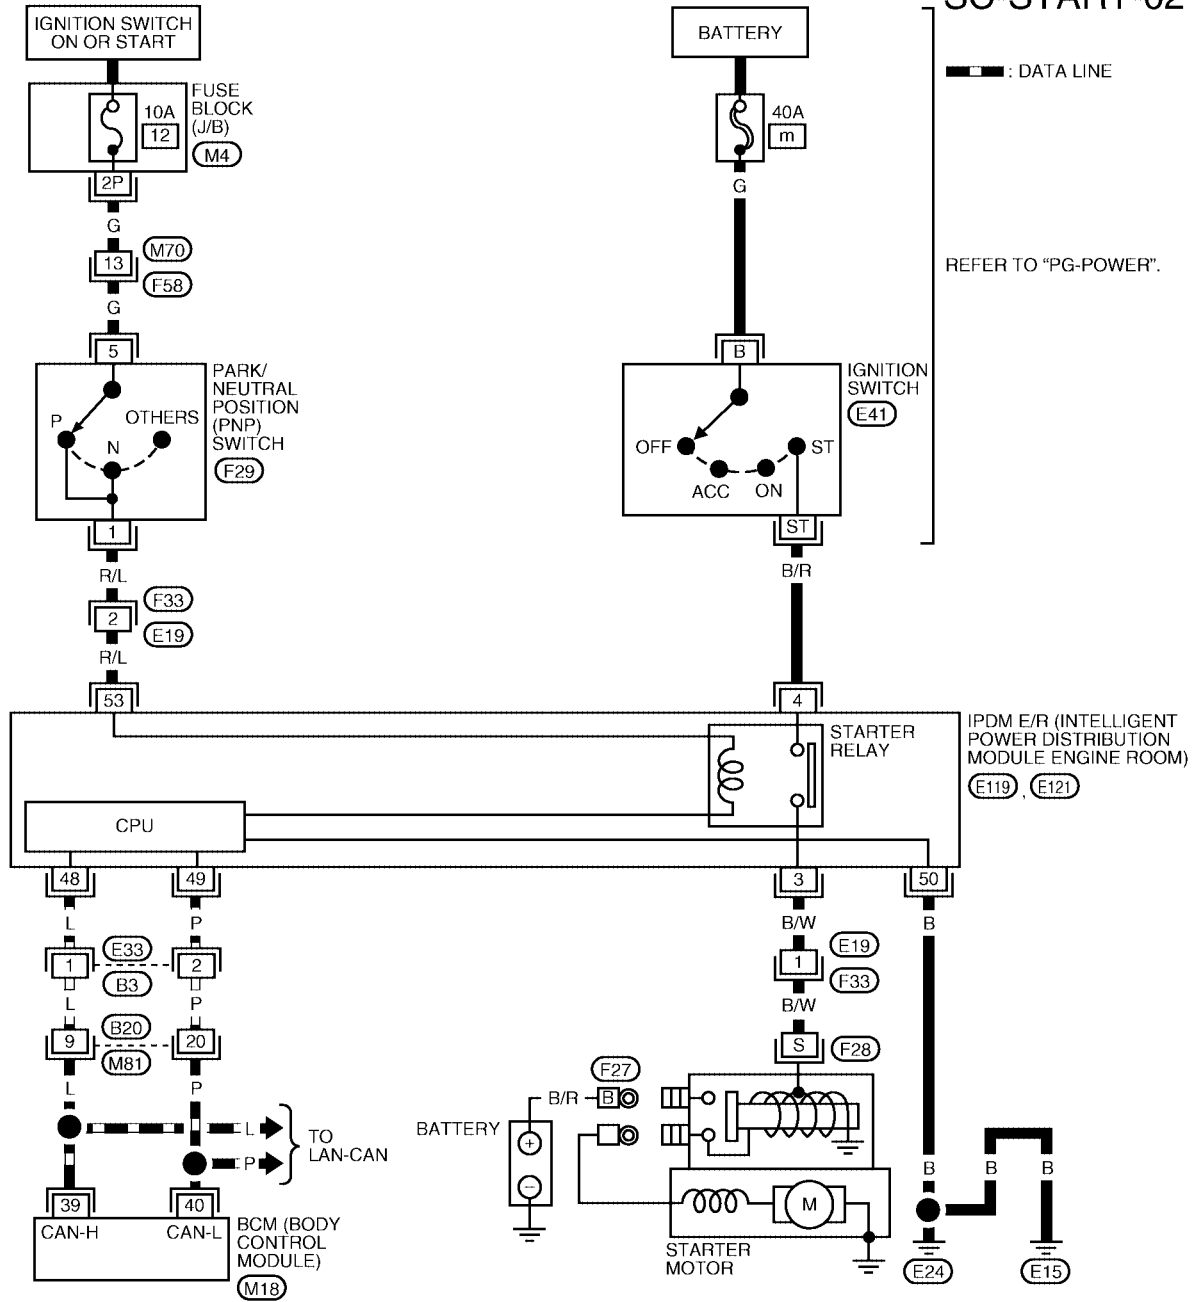 SC-START-02
IGNITION SWITCH
ON OR START
BATTERY
: DATA LINE
FUSE
BLOCK
(J/B)
M4
10A
12
2P
40A
m
G
G
M70
13
F58
G
REFER TO “PG-POWER”.
5
B
PARK/
NEUTRAL
POSITION
(PNP)
SWITCH
F29
P
N
OTHERS
IGNITION
SWITCH
E41
OFF
ACC
ON
ST
1
ST
R/L
B/R
F33
2
E19
R/L
53
4
STARTER
RELAY
IPDM E/R (INTELLIGENT
POWER DISTRIBUTION
MODULE ENGINE ROOM)
E119 , E121
CPU
48
49
3
50
L
P
B/W
B
E33
1
2
B3
E19
1
F33
L
P
B/W
B20
9
20
M81
S
F28
L
P
F27
B/R
B
BATTERY
+
−
L
P
TO
LAN-CAN
39
40
CAN-H
CAN-L
BCM (BODY
CONTROL
MODULE)
M18
M
STARTER
MOTOR
B
B
B
E24
E15